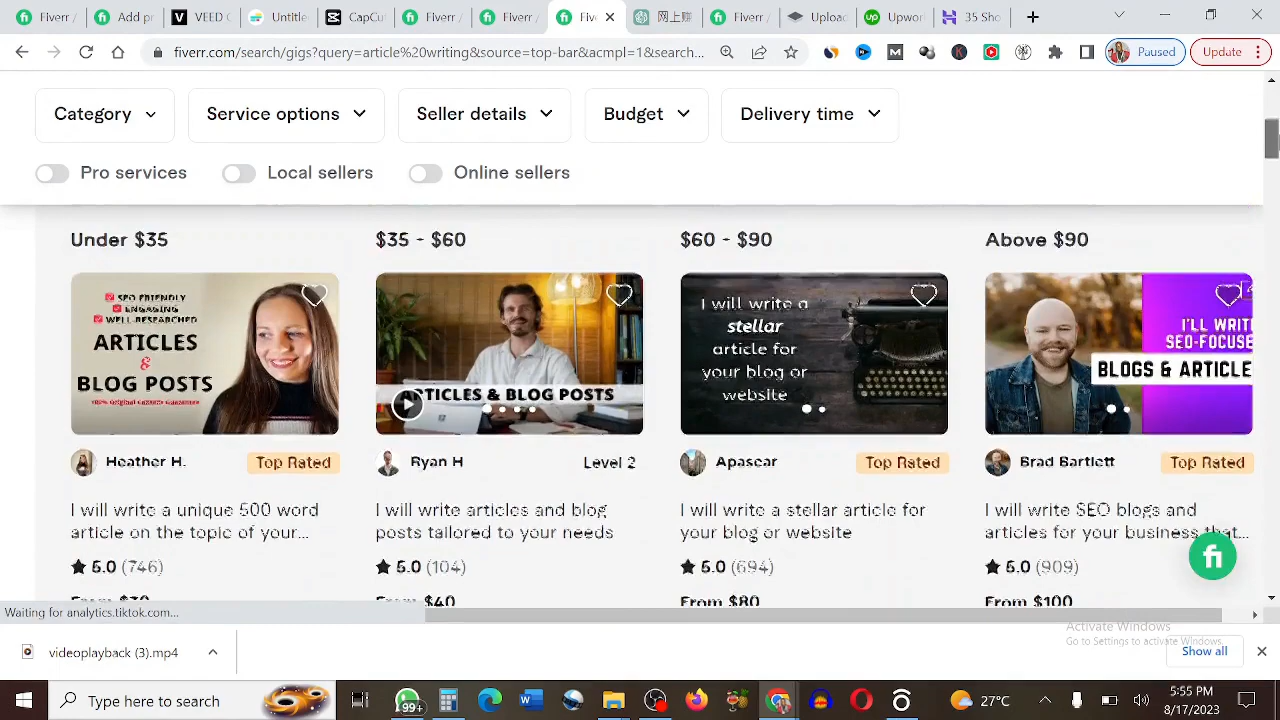 Fiverr /
Add p
VEED
Untitle
CapCu
Fiverr /
Fiverr /
Five
网上则
Fiverr /
Upload
Upwor
35 Sho
fiverr.com/search/gigs?query=article%20writing&source=top-bar&acmpl=1&search...
Paused
Update
Category
Service options
Seller details
Budget
Delivery time
Pro services
Local sellers
Online sellers
Under $35
$35 - $60
$60 - $90
Above $90
SEO FRIENDLY
ENGAGING
WELL-RESEARCHED
ARTICLES
&
BLOG POSTS
ARTICLES & BLOG POSTS
I will write a
stellar
article for
your blog or
website
I'LL WRIT
SEO-FOCUSE
BLOGS & ARTICLE
Heather H.
Top Rated
Ryan H
Level 2
Apascar
Top Rated
Brad Bartlett
Top Rated
I will write a unique 500 word
article on the topic of your...
I will write articles and blog
posts tailored to your needs
I will write a stellar article for
your blog or website
I will write SEO blogs and
articles for your business that...
5.0 (746)
5.0 (104)
5.0 (694)
5.0 (909)
From $30
From $40
From $80
From $100
fi
Waiting for analytics.tiktok.com...
Activate Windows
Go to Settings to activate Windows.
videoplayback (3).mp4
Show all
Type here to search
99+
27°C
5:55 PM
8/17/2023